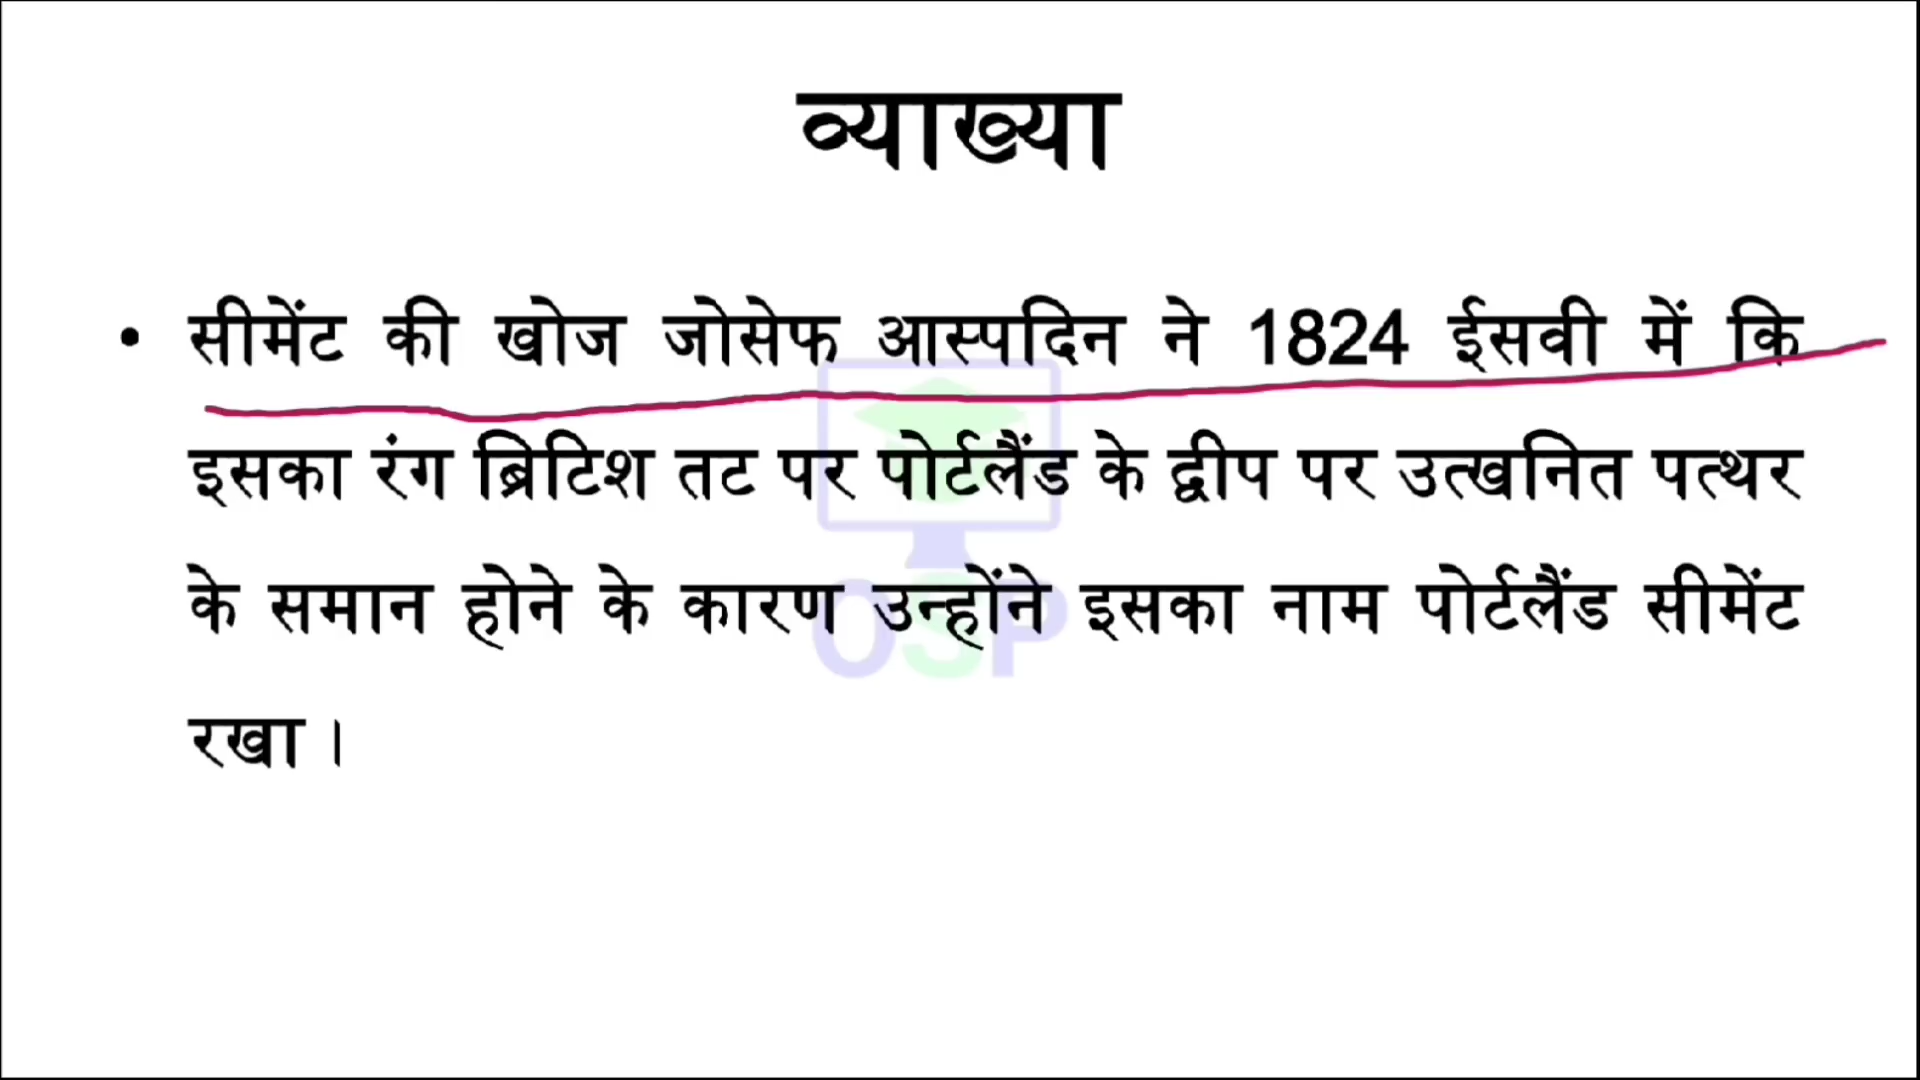 व्याख्या
• सीमेंट की खोज जोसेफ आस्पदिन ने 1824 ईसवी में कि
इसका रंग ब्रिटिश तट पर पोर्टलैंड के द्वीप पर उत्खनित पत्थर
के समान होने के कारण उन्होंने इसका नाम पोर्टलैंड सीमेंट
रखा।
OSP